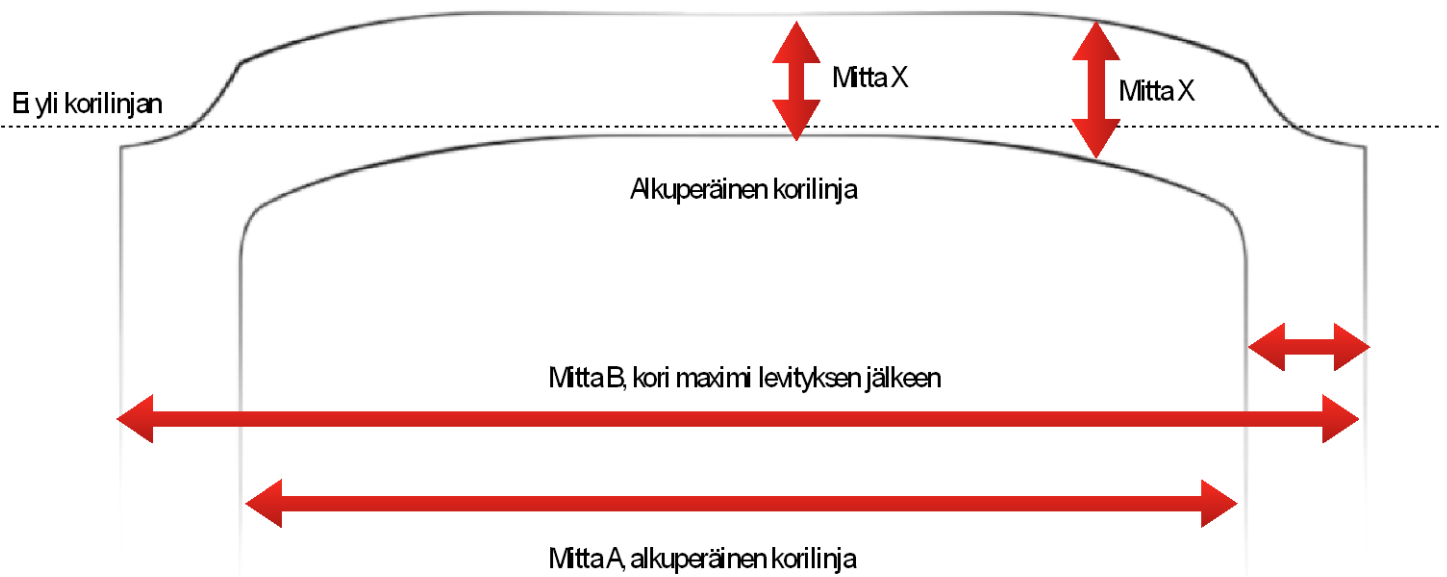 Mitta X
Mitta X
Ei yli korilinjan
Alkuperäinen korilinja
Mitta B, kori maximi levityksen jälkeen
Mitta A, alkuperäinen korilinja